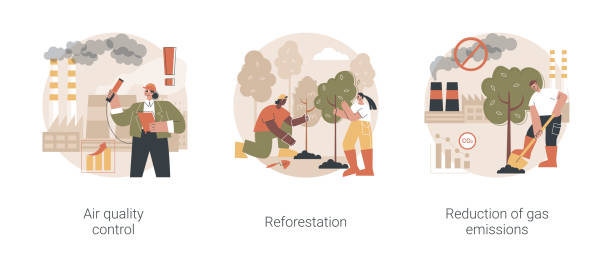 CO₂
Air quality
control
Reforestation
Reduction of gas
emissions